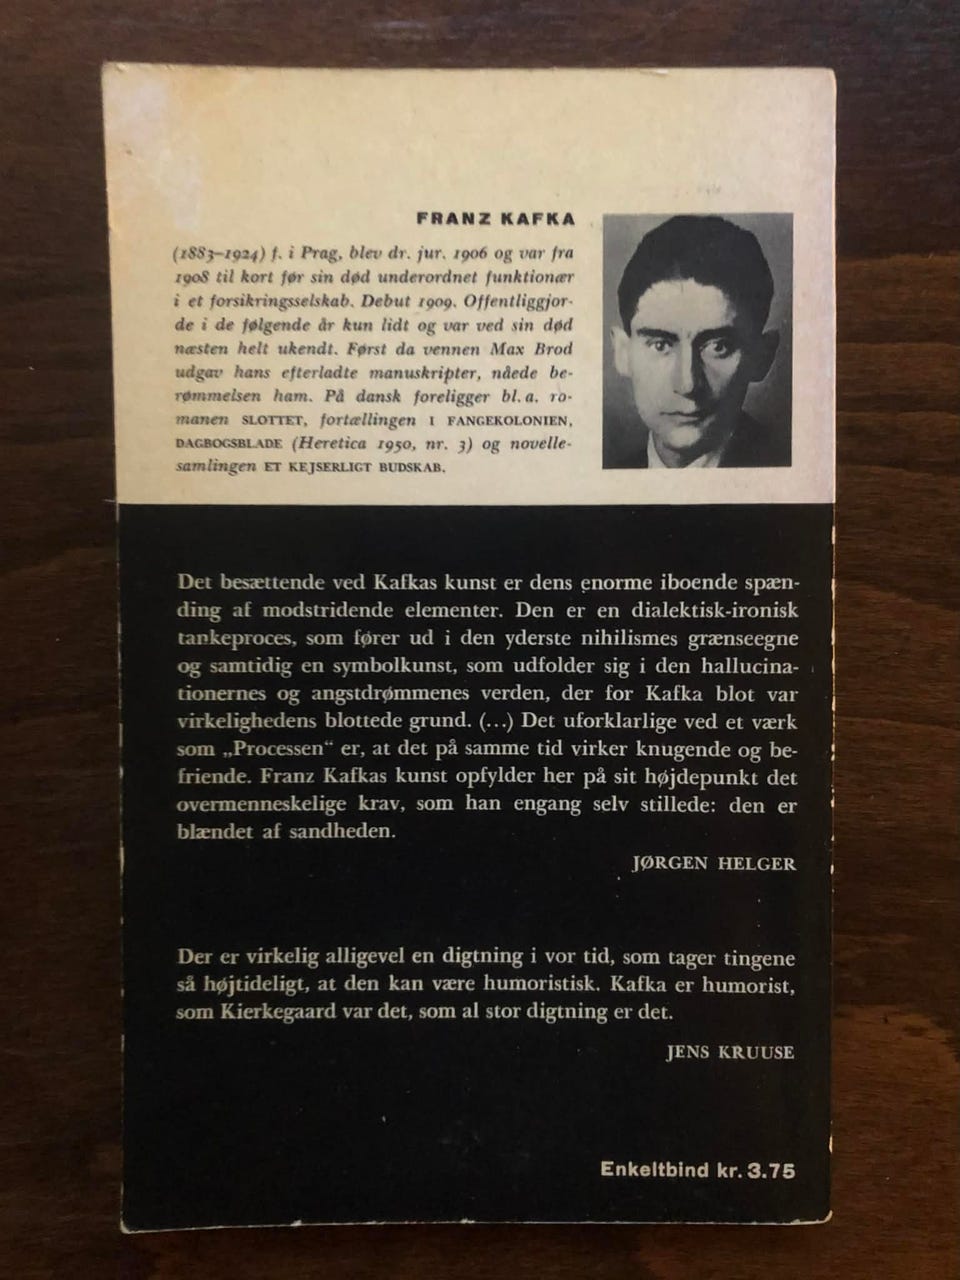 FRANZ KAFKA
(1883–1924) f. i Prag, blev dr. jur. 1906 og var fra
1908 til kort før sin død underordnet funktionær
i et forsikringsselskab. Debut 1909. Offentliggjor-
de i de følgende år kun lidt og var ved sin død
næsten helt ukendt. Først da vennen Max Brod
udgav hans efterladte manuskripter, nåede be-
rømmelsen ham. På dansk foreligger bl. a. ro-
manen SLOTTET, fortællingen I FANGEKOLONIEN,
DAGBOGSBLADE (Heretica 1950, nr. 3) og novelle-
samlingen ET KEJSERLIGT BUDSKAB.
Det besættende ved Kafkas kunst er dens enorme iboende spæn-
ding af modstridende elementer. Den er en dialektisk-ironisk
tankeproces, som fører ud i den yderste nihilismes grænseegne
og samtidig en symbolkunst, som udfolder sig i den hallucina-
tionernes og angstdrømmenes verden, der for Kafka blot var
virkelighedens blottede grund. (...) Det uforklarlige ved et værk
som „Processen“ er, at det på samme tid virker knugende og be-
friende. Franz Kafkas kunst opfylder her på sit højdepunkt det
overmenneskelige krav, som han engang selv stillede: den er
blændet af sandheden.
JØRGEN HELGER
Der er virkelig alligevel en digtning i vor tid, som tager tingene
så højtideligt, at den kan være humoristisk. Kafka er humorist,
som Kierkegaard var det, som al stor digtning er det.
JENS KRUUSE
Enkeltbind kr. 3.75